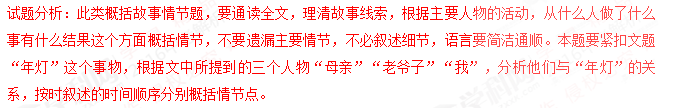 试题分析：此类概括故事情节题，要通读全文，理清故事线索，根据主要人物的活动，从什么人做了什么
事有什么结果这个方面概括情节，不要遗漏主要情节，不必叙述细节，语言要简洁通顺。本题要紧扣文题
“年灯”这个事物，根据文中所提到的三个人物“母亲”“老爷子”“我”，分析他们与“年灯”的关
系，按时叙述的时间顺序分别概括情节点。